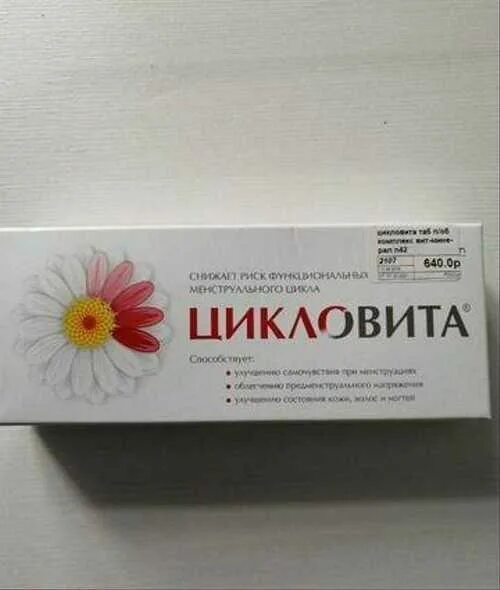 цикловита таб п/об
комплекс вит-мине-
рал n42
2107
640.0р
СНИЖАЕТ РИСК ФУНКЦИОНАЛЬНЫХ
МЕНСТРУАЛЬНОГО ЦИКЛА
ЦИКЛОВИТА®
Способствует:
• улучшению самочувствия при менструациях
• облегчению предменструального напряжения
• улучшению состояния кожи, волос и ногтей